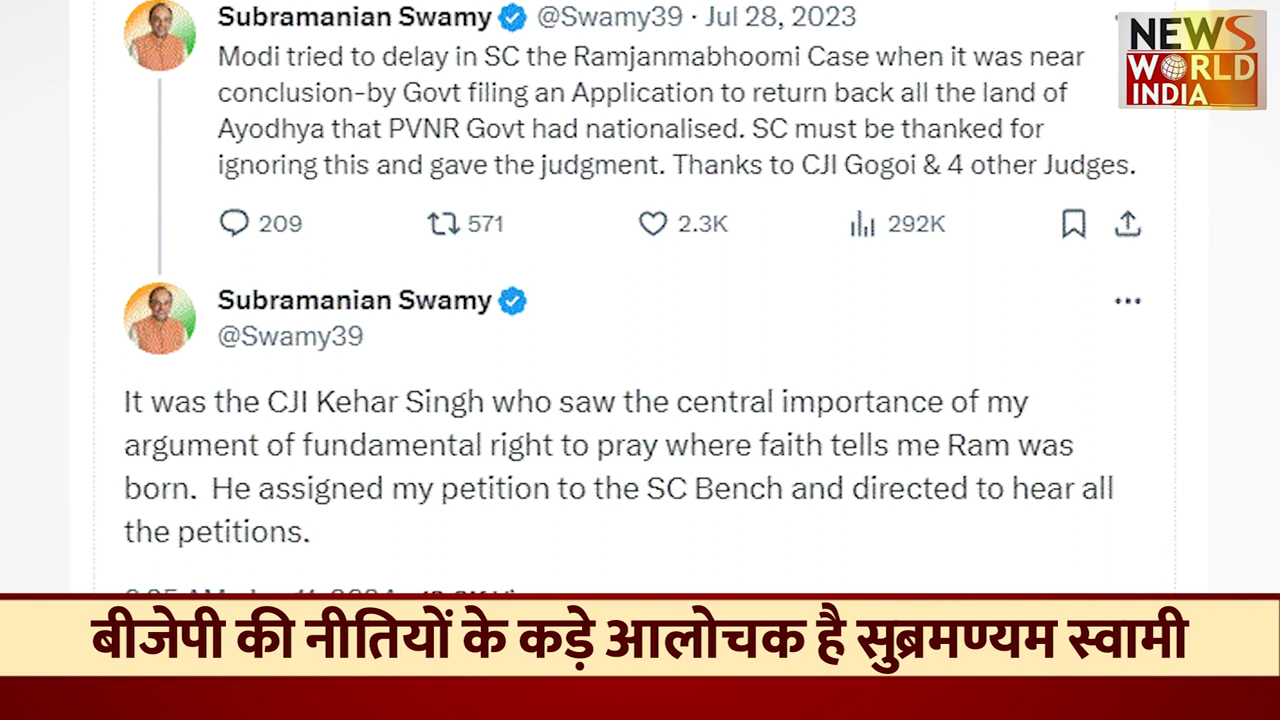 Subramanian Swamy @Swamy39 · Jul 28, 2023
Modi tried to delay in SC the Ramjanmabhoomi Case when it was near
conclusion-by Govt filing an Application to return back all the land of
Ayodhya that PVNR Govt had nationalised. SC must be thanked for
ignoring this and gave the judgment. Thanks to CJI Gogoi & 4 other Judges.
209 571 2.3K 292K
NEWS
WORLD
INDIA
Subramanian Swamy
@Swamy39
It was the CJI Kehar Singh who saw the central importance of my
argument of fundamental right to pray where faith tells me Ram was
born. He assigned my petition to the SC Bench and directed to hear all
the petitions.
बीजेपी की नीतियों के कड़े आलोचक है सुब्रमण्यम स्वामी